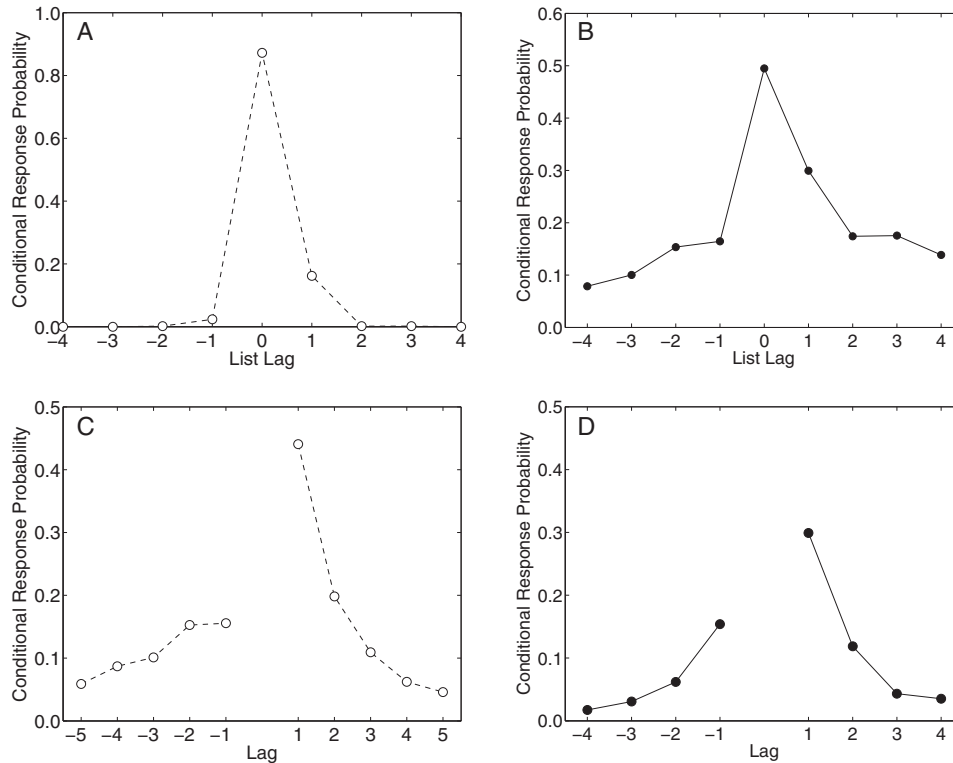 A
Conditional Response Probability
1.0
0.8
0.6
0.4
0.2
0.0
−4 −3 −2 −1 0 1 2 3 4
List Lag
B
Conditional Response Probability
0.6
0.5
0.4
0.3
0.2
0.1
0.0
−4 −3 −2 −1 0 1 2 3 4
List Lag
C
Conditional Response Probability
0.5
0.4
0.3
0.2
0.1
0.0
−5 −4 −3 −2 −1 1 2 3 4 5
Lag
D
Conditional Response Probability
0.5
0.4
0.3
0.2
0.1
0.0
−4 −3 −2 −1 1 2 3 4
Lag